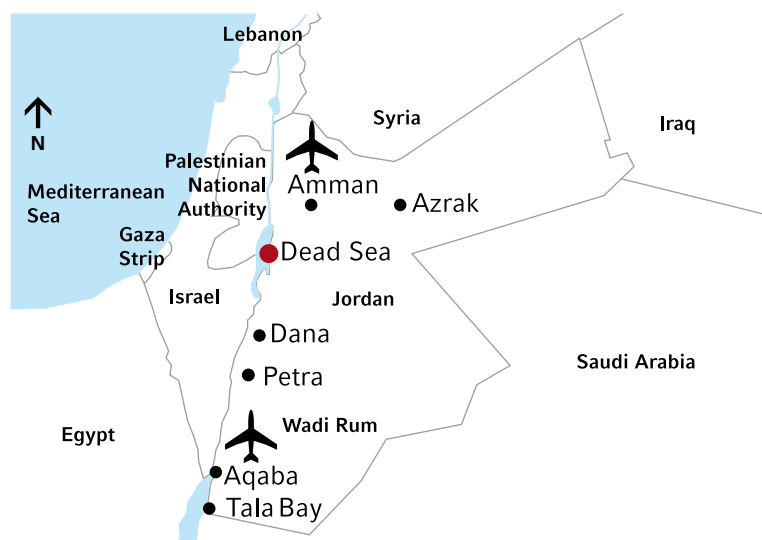 Lebanon
Syria
Iraq
N
Palestinian
National
Authority
Mediterranean
Sea
Amman
Azrak
Gaza
Strip
Dead Sea
Israel
Jordan
Dana
Saudi Arabia
Petra
Wadi Rum
Egypt
Aqaba
Tala Bay